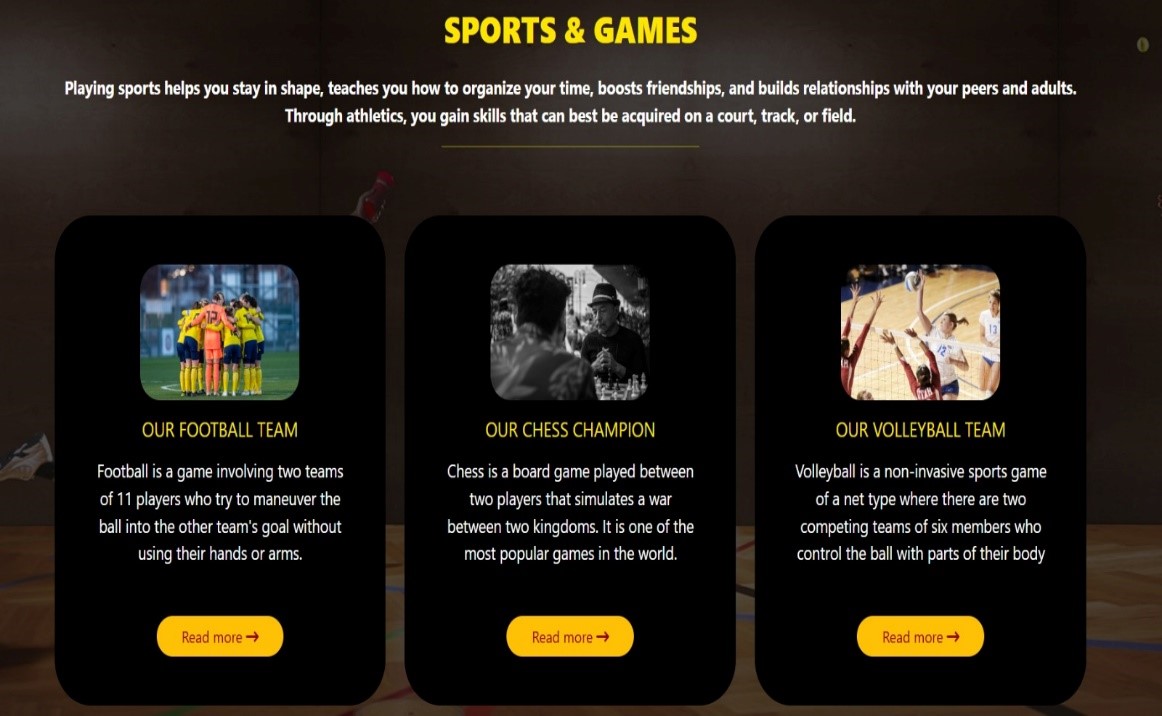 SPORTS & GAMES
Playing sports helps you stay in shape, teaches you how to organize your time, boosts friendships, and builds relationships with your peers and adults.
Through athletics, you gain skills that can best be acquired on a court, track, or field.
OUR FOOTBALL TEAM
Football is a game involving two teams
of 11 players who try to maneuver the
ball into the other team's goal without
using their hands or arms.
Read more →
OUR CHESS CHAMPION
Chess is a board game played between
two players that simulates a war
between two kingdoms. It is one of the
most popular games in the world.
Read more →
12
13
OUR VOLLEYBALL TEAM
Volleyball is a non-invasive sports game
of a net type where there are two
competing teams of six members who
control the ball with parts of their body
Read more →